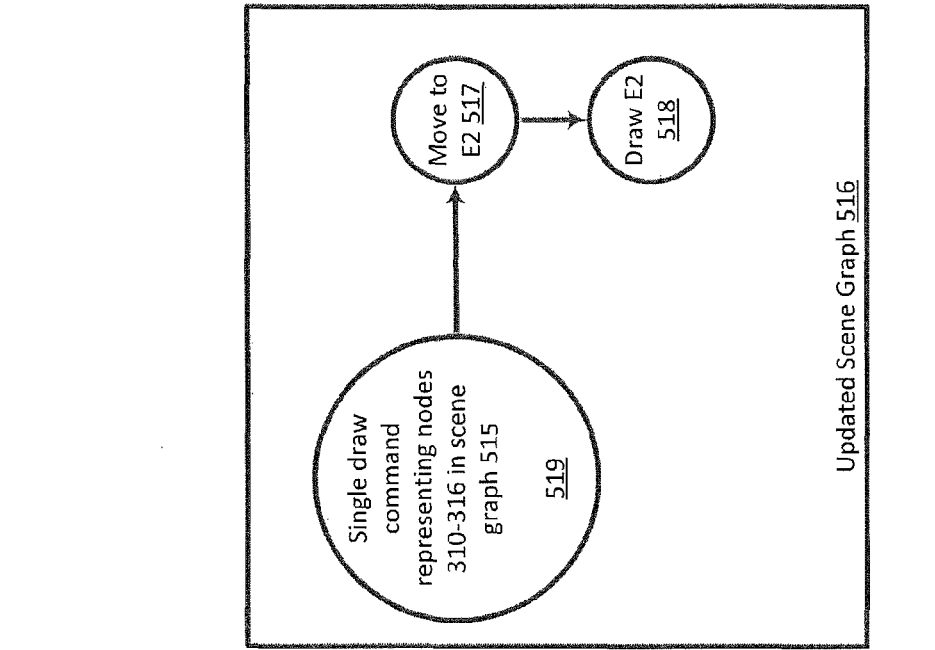 Single draw
command
representing nodes
310-316 in scene
graph 515
519
Move to
E2 517
Draw E2
518
Updated Scene Graph 516